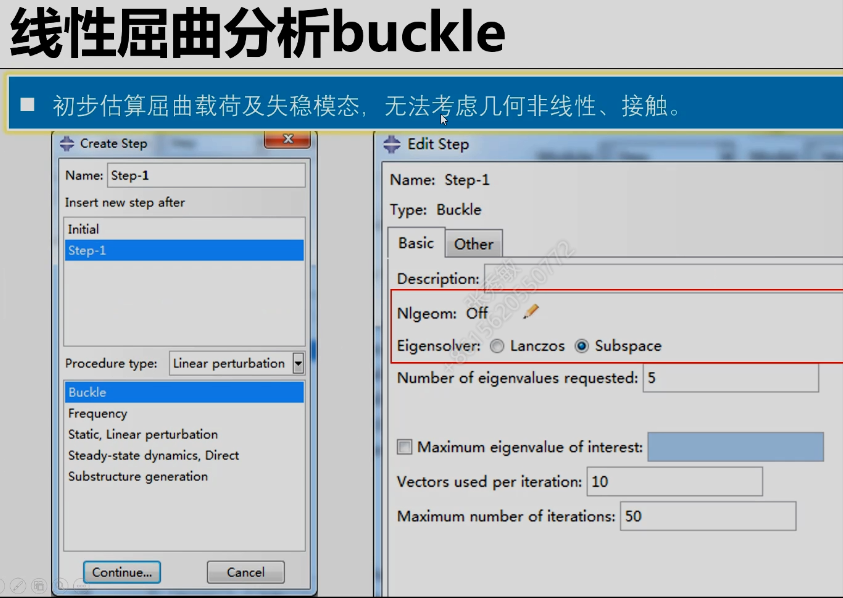 线性屈曲分析buckle
初步估算屈曲载荷及失稳模态，无法考虑几何非线性、接触。
Create Step
Name: Step-1
Insert new step after
Initial
Step-1
Procedure type: Linear perturbation
Buckle
Frequency
Static, Linear perturbation
Steady-state dynamics, Direct
Substructure generation
Continue...
Cancel
Edit Step
Name: Step-1
Type: Buckle
Basic
Other
Description:
Nlgeom: Off
Eigensolver: Lanczos Subspace
Number of eigenvalues requested: 5
Maximum eigenvalue of interest:
Vectors used per iteration: 10
Maximum number of iterations: 50